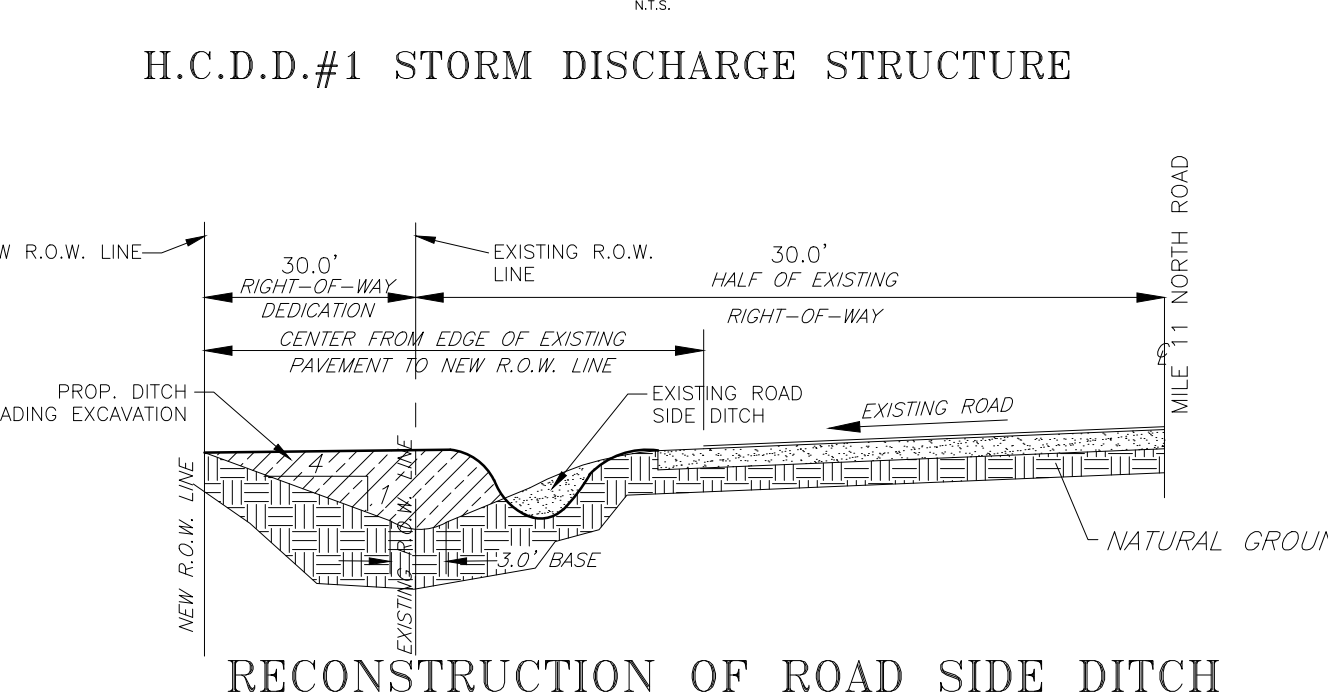 N.T.S.
H.C.D.D.#1 STORM DISCHARGE STRUCTURE
MILE 11 NORTH ROAD
℄
R.O.W. LINE
EXISTING R.O.W.
LINE
30.0'
RIGHT-OF-WAY
DEDICATION
30.0'
HALF OF EXISTING
RIGHT-OF-WAY
CENTER FROM EDGE OF EXISTING
PAVEMENT TO NEW R.O.W. LINE
PROP. DITCH
ADING EXCAVATION
EXISTING ROAD
SIDE DITCH
EXISTING ROAD
4
1
NEW R.O.W. LINE
EXISTING R.O.W. LINE
3.0' BASE
NATURAL GROUN
RECONSTRUCTION OF ROAD SIDE DITCH